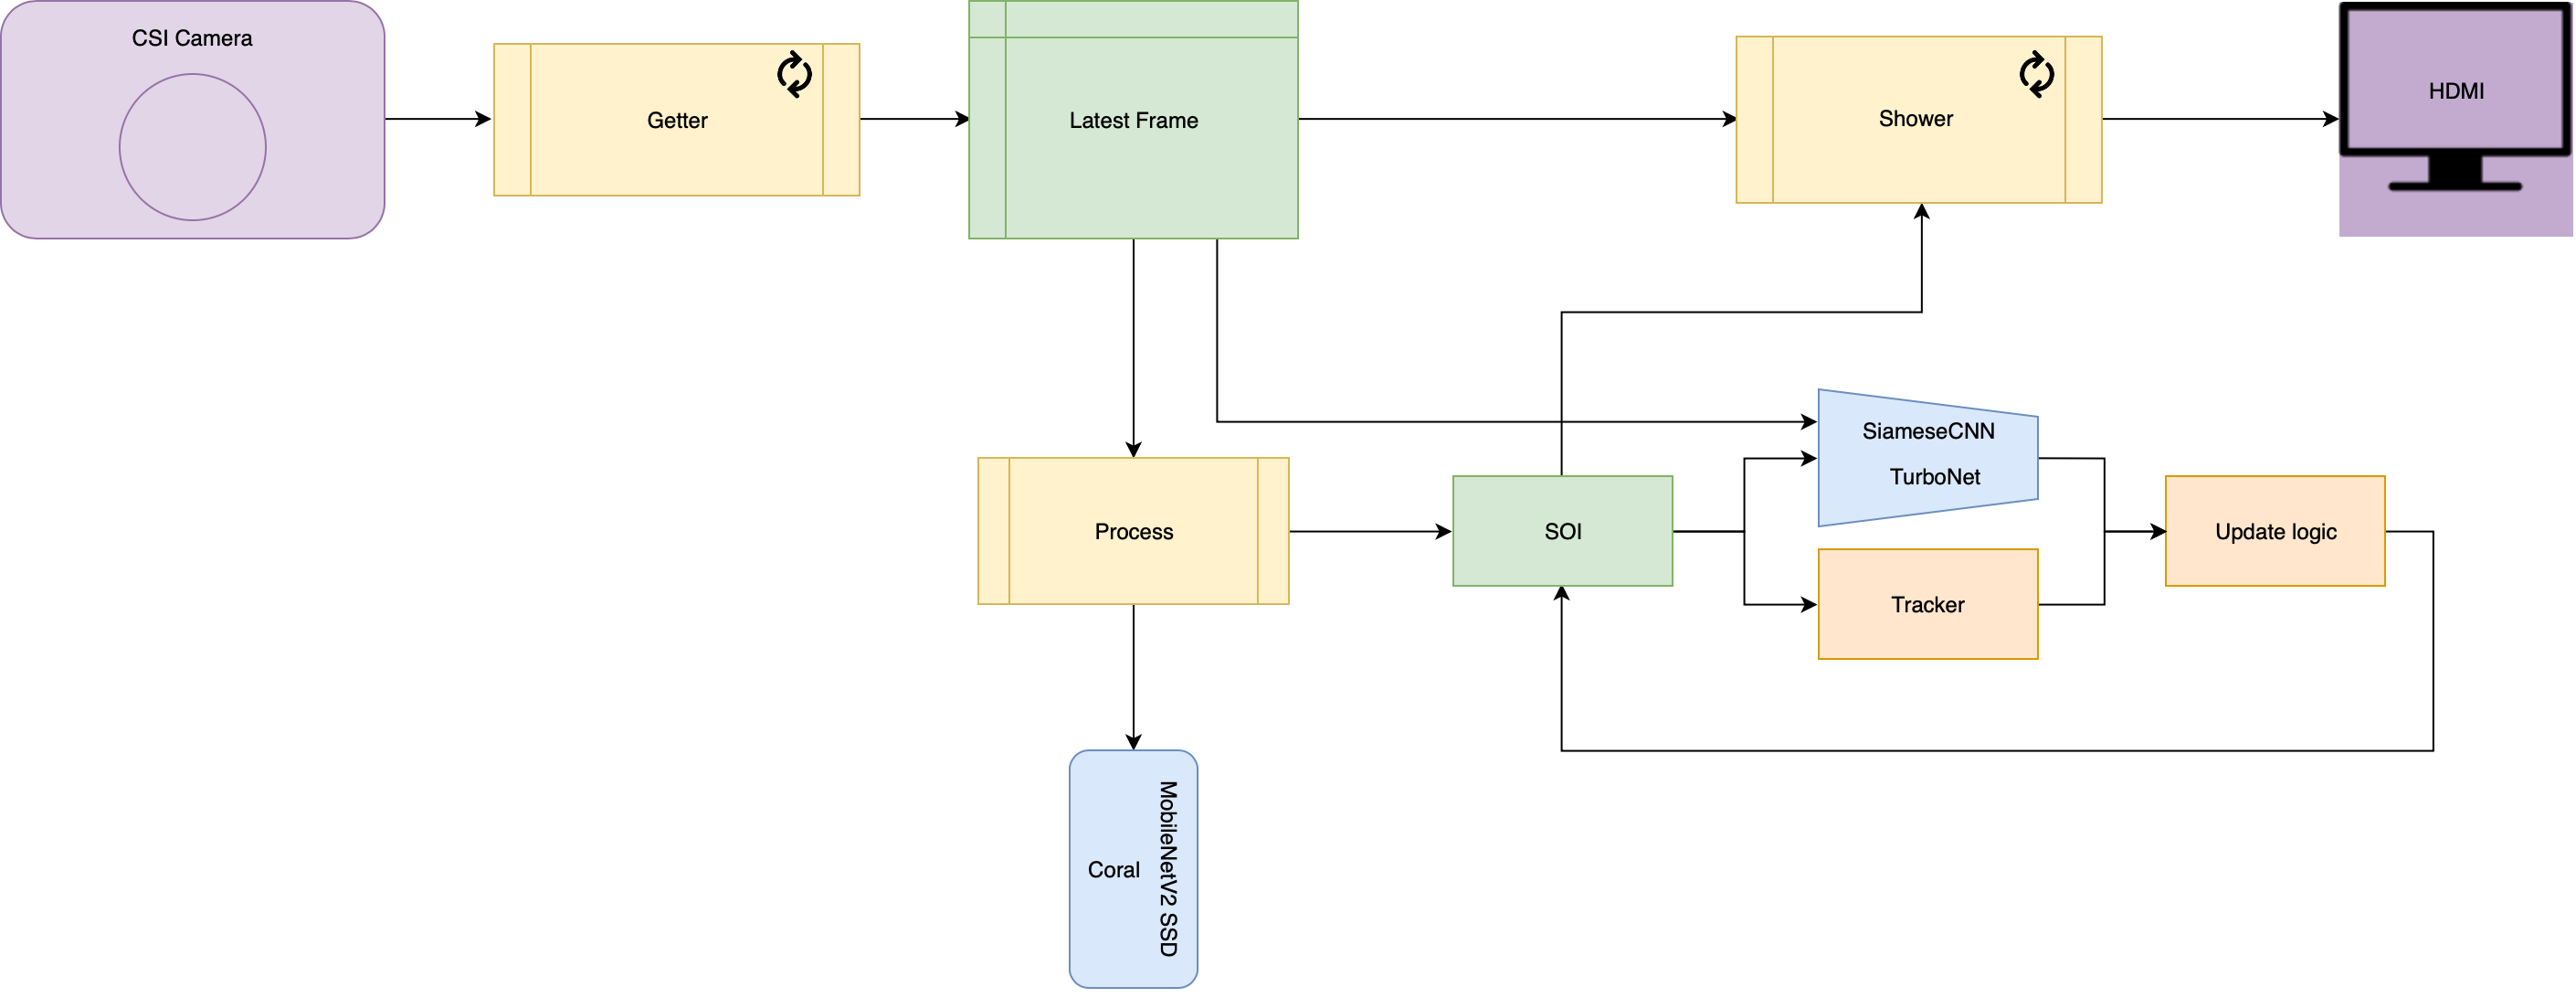 CSI Camera
Getter
Latest Frame
Shower
HDMI
SiameseCNN
TurboNet
Process
SOI
Update logic
Tracker
Coral
MobileNetV2 SSD